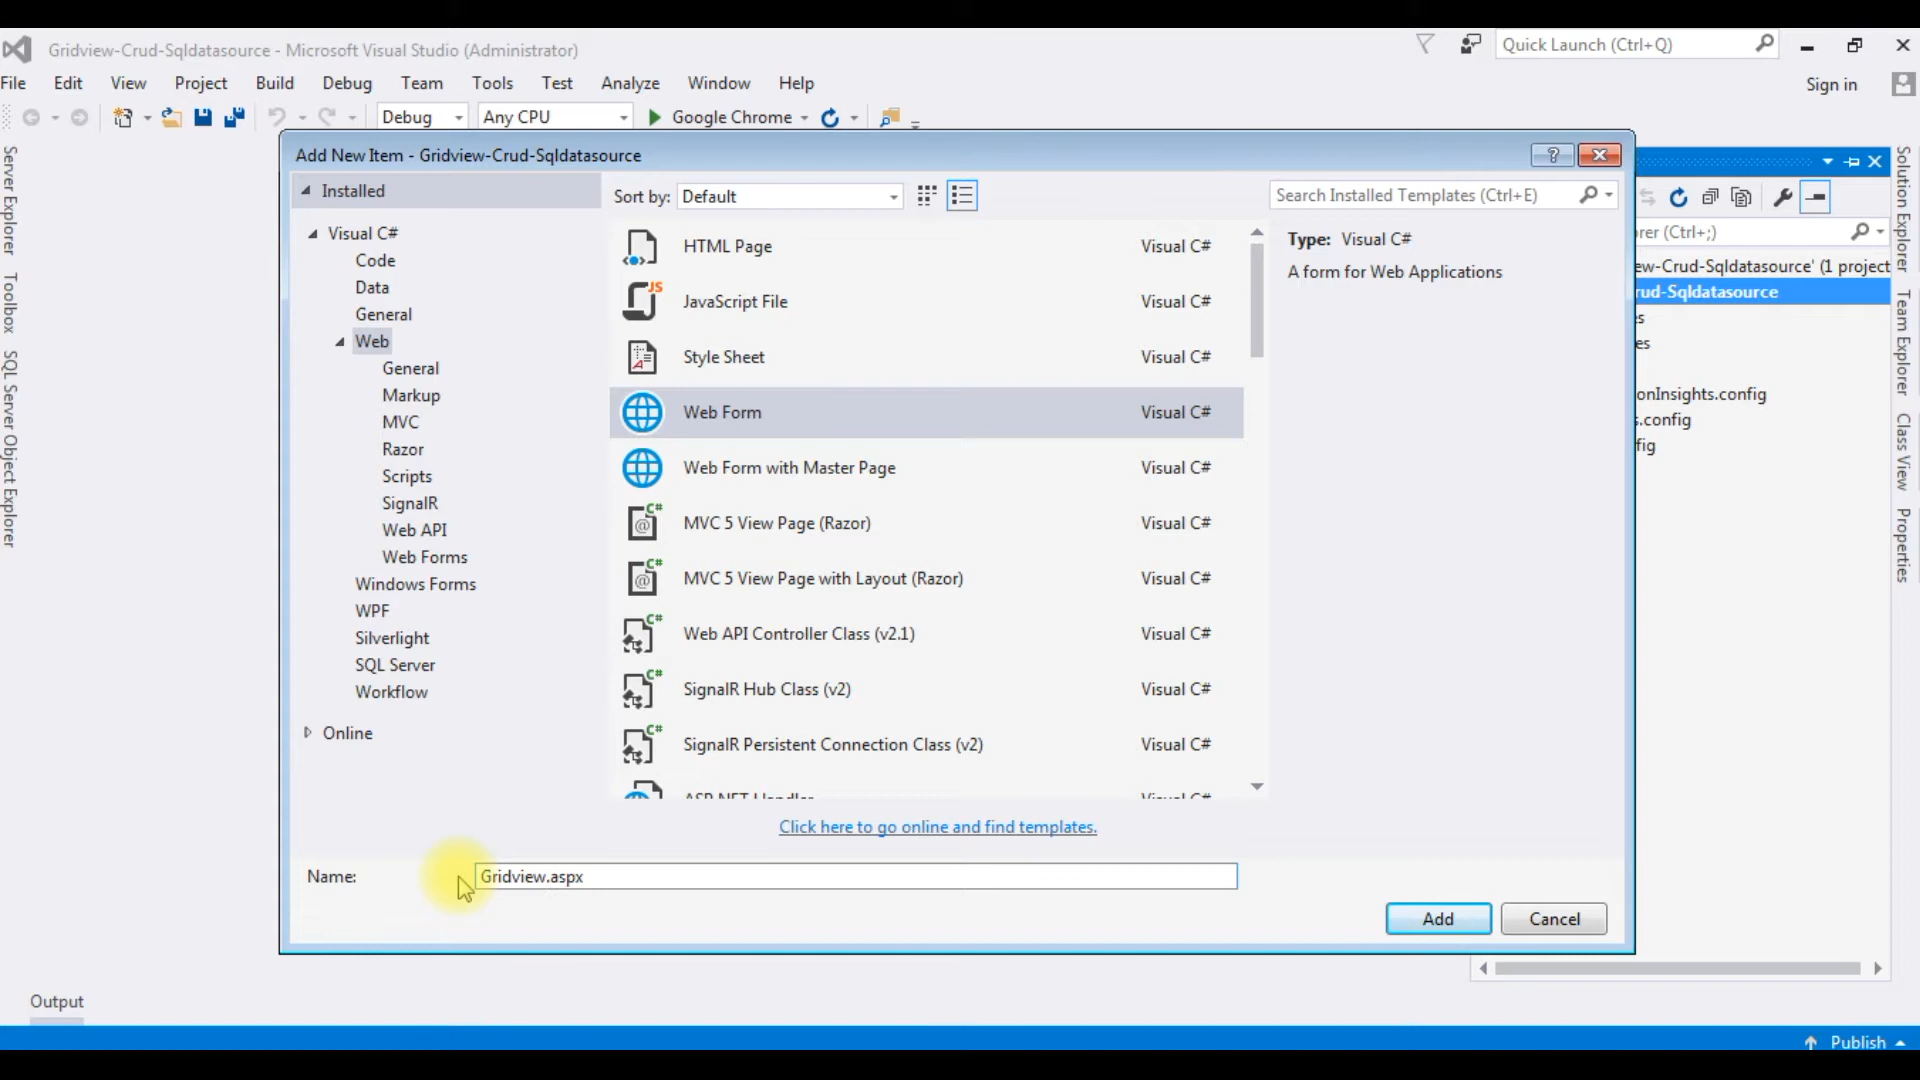 Gridview-Crud-Sqldatasource - Microsoft Visual Studio (Administrator)
Quick Launch (Ctrl+Q)
File Edit View Project Build Debug Team Tools Test Analyze Window Help
Sign in
Debug Any CPU Google Chrome
Add New Item - Gridview-Crud-Sqldatasource
Installed
Sort by: Default
Search Installed Templates (Ctrl+E)
Visual C#
Code
Data
General
Web
General
Markup
MVC
Razor
Scripts
SignalR
Web API
Web Forms
Windows Forms
WPF
Silverlight
SQL Server
Workflow
Online
HTML Page Visual C#
JavaScript File Visual C#
Style Sheet Visual C#
Web Form Visual C#
Web Form with Master Page Visual C#
MVC 5 View Page (Razor) Visual C#
MVC 5 View Page with Layout (Razor) Visual C#
Web API Controller Class (v2.1) Visual C#
SignalR Hub Class (v2) Visual C#
SignalR Persistent Connection Class (v2) Visual C#
Type: Visual C#
A form for Web Applications
Click here to go online and find templates.
Name: Gridview.aspx
Add Cancel
rer (Ctrl+;)
ew-Crud-Sqldatasource' (1 project
rud-Sqldatasource
es
onInsights.config
s.config
fig
Server Explorer
Toolbox
SQL Server Object Explorer
Solution Explorer
Team Explorer
Class View
Properties
Output
Publish